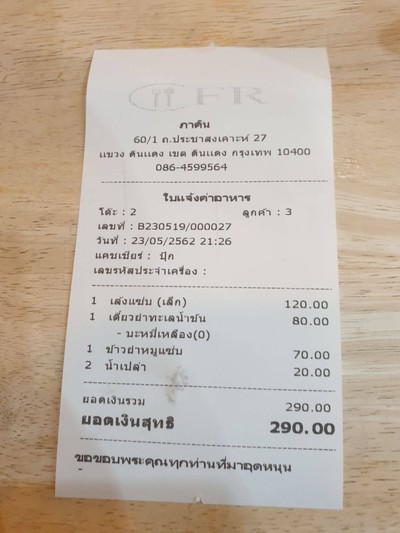 FR
ภาคิน
60/1 ถ.ประชาสงเคราะห์ 27
แขวง ดินแดง เขต ดินแดง กรุงเทพ 10400
086-4599564
ใบแจ้งค่าอาหาร
โต๊ะ : 2 ลูกค้า : 3
เลขที่ : B230519/000027
วันที่ : 23/05/2562 21:26
แคชเชียร์ : ปุ๊ก
เลขรหัสประจำเครื่อง :
1 เล้งแซ่บ (เล็ก) 120.00
1 เตี๋ยวยำทะเลน้ำข้น 80.00
- บะหมี่เหลือง(0)
1 ข้าวยำหมูแซ่บ 70.00
2 น้ำเปล่า 20.00
ยอดเงินรวม 290.00
ยอดเงินสุทธิ 290.00
ขอขอบพระคุณทุกท่านที่มาอุดหนุน